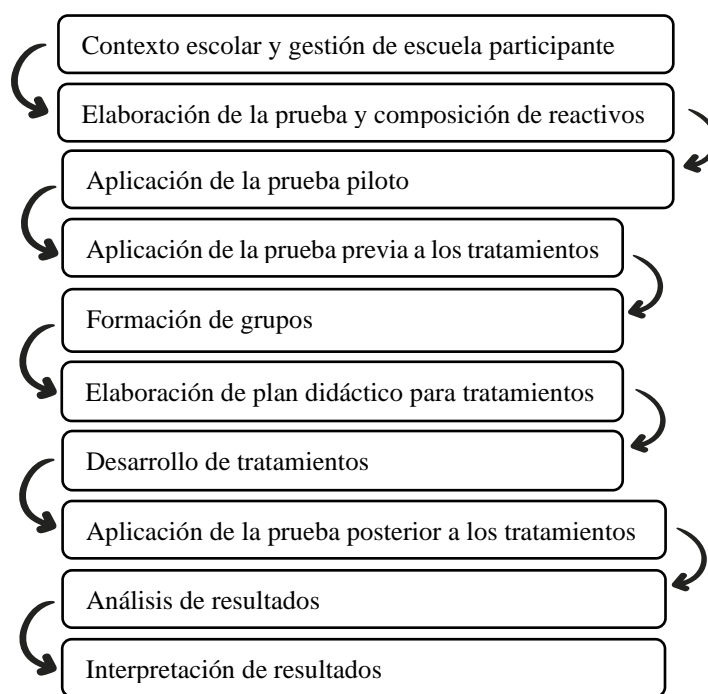 Contexto escolar y gestión de escuela participante
Elaboración de la prueba y composición de reactivos
Aplicación de la prueba piloto
Aplicación de la prueba previa a los tratamientos
Formación de grupos
Elaboración de plan didáctico para tratamientos
Desarrollo de tratamientos
Aplicación de la prueba posterior a los tratamientos
Análisis de resultados
Interpretación de resultados